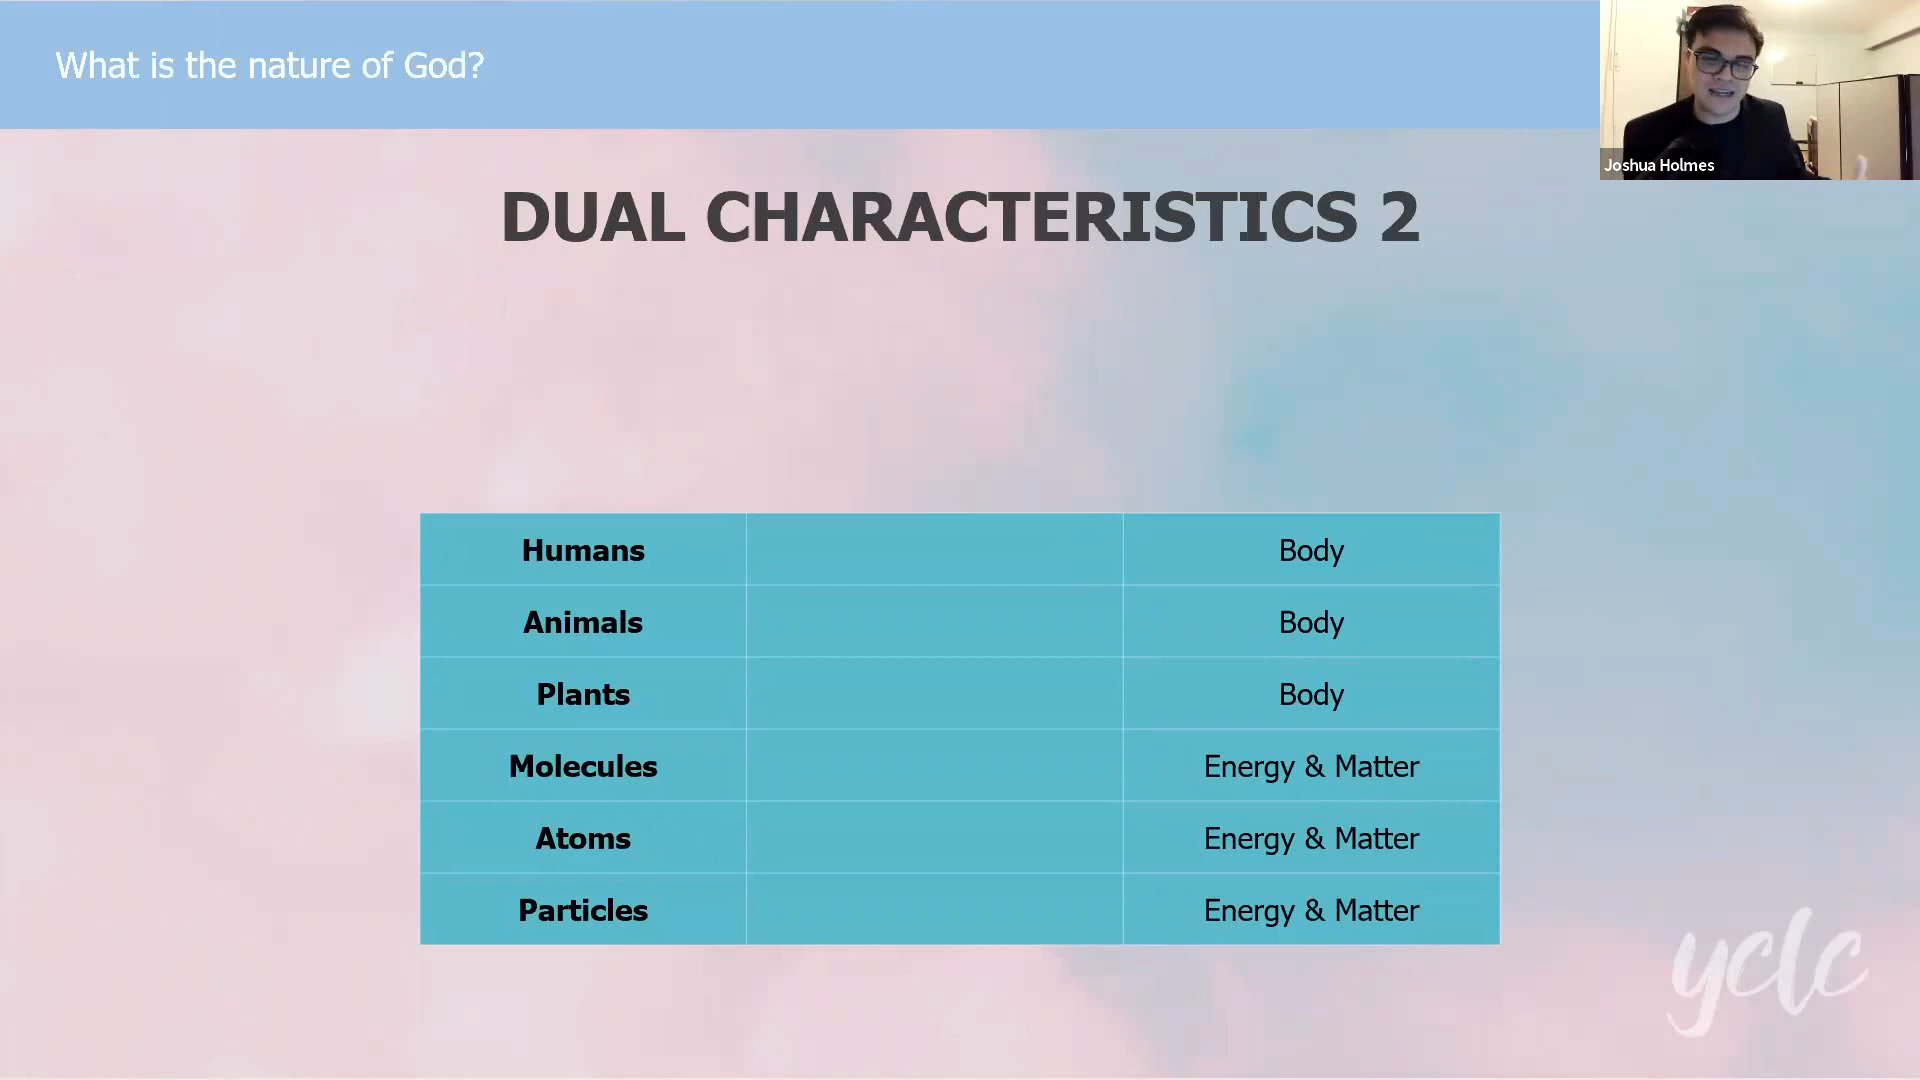 What is the nature of God?
Joshua Holmes
DUAL CHARACTERISTICS 2
Humans Body
Animals Body
Plants Body
Molecules Energy & Matter
Atoms Energy & Matter
Particles Energy & Matter
yclc